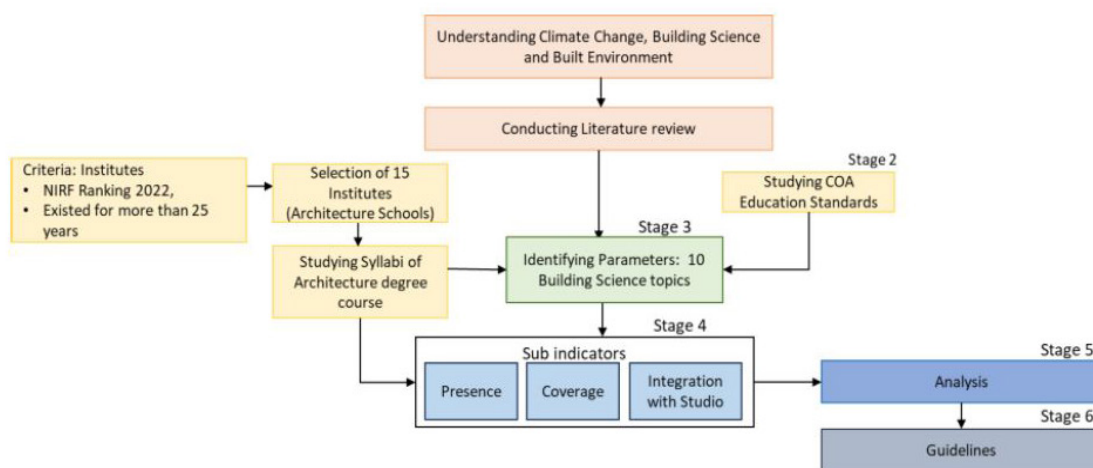 Understanding Climate Change, Building Science
and Built Environment
Conducting Literature review
Criteria: Institutes
• NIRF Ranking 2022,
• Existed for more than 25
years
Selection of 15
Institutes
(Architecture Schools)
Stage 2
Studying COA
Education Standards
Studying Syllabi of
Architecture degree
course
Stage 3
Identifying Parameters: 10
Building Science topics
Stage 4
Sub indicators
Presence
Coverage
Integration
with Studio
Stage 5
Analysis
Stage 6
Guidelines